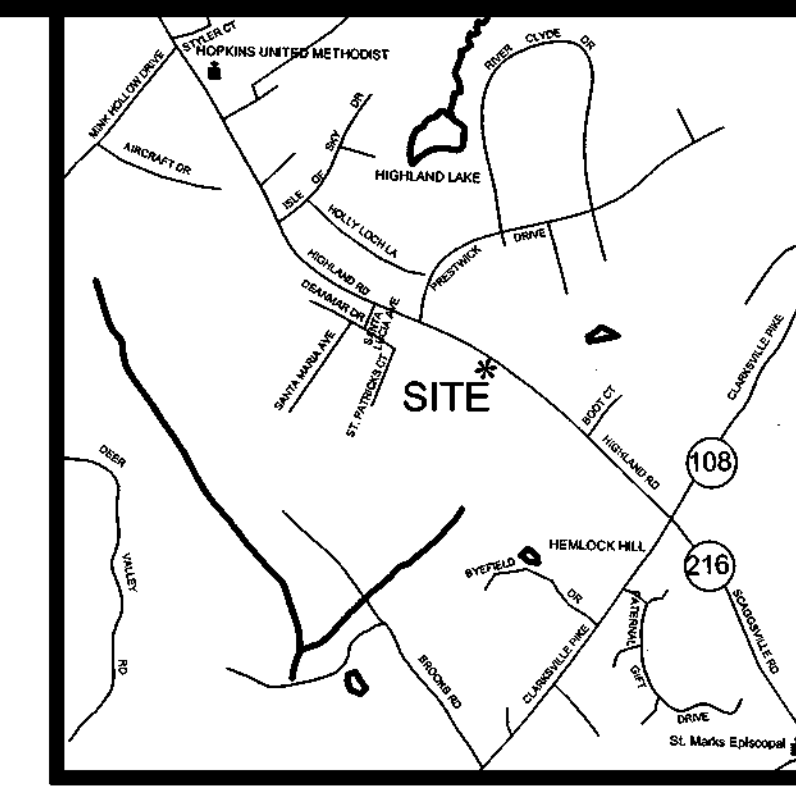 STYLER CT
HOPKINS UNITED METHODIST
MINK HOLLOW DRIVE
AIRCRAFT DR
RIVER CLYDE DR
ISLE OF SKY DR
HIGHLAND LAKE
HOLLY LOCH LA
HIGHLAND RD
PRESTWICK DRIVE
DEANMAR DR
SANTA LUCIA AVE
SANTA MARIA AVE
ST. PATRICKS CT
*
SITE
BOOT CT
CLARKSVILLE PIKE
HIGHLAND RD
108
DEER VALLEY RD
HEMLOCK HILL
216
BYEFIELD DR
PATERNAL GIFT DRIVE
SCAGGSVILLE RD
BROOKS RD
CLARKSVILLE PIKE
St. Marks Episcopal